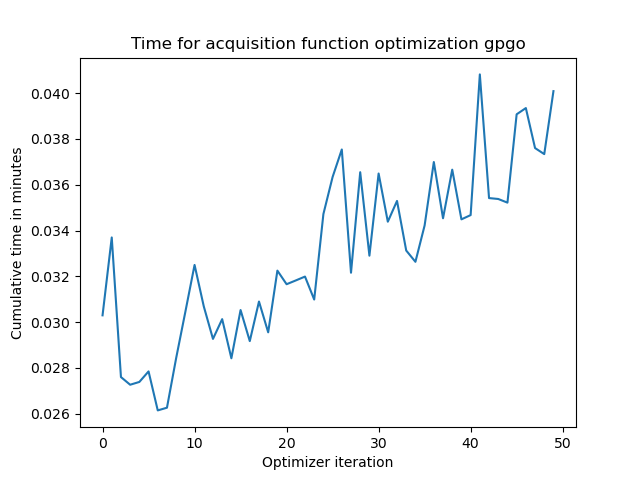 Time for acquisition function optimization gpgo
Cumulative time in minutes
0.040
0.038
0.036
0.034
0.032
0.030
0.028
0.026
0 10 20 30 40 50
Optimizer iteration